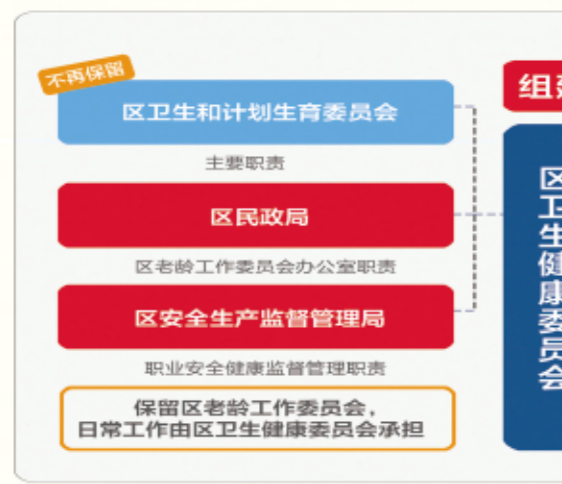 不再保留
区卫生和计划生育委员会
主要职责
区民政局
区老龄工作委员会办公室职责
区安全生产监督管理局
职业安全健康监督管理职责
保留区老龄工作委员会，
日常工作由区卫生健康委员会承担
组
区卫生健康委员会